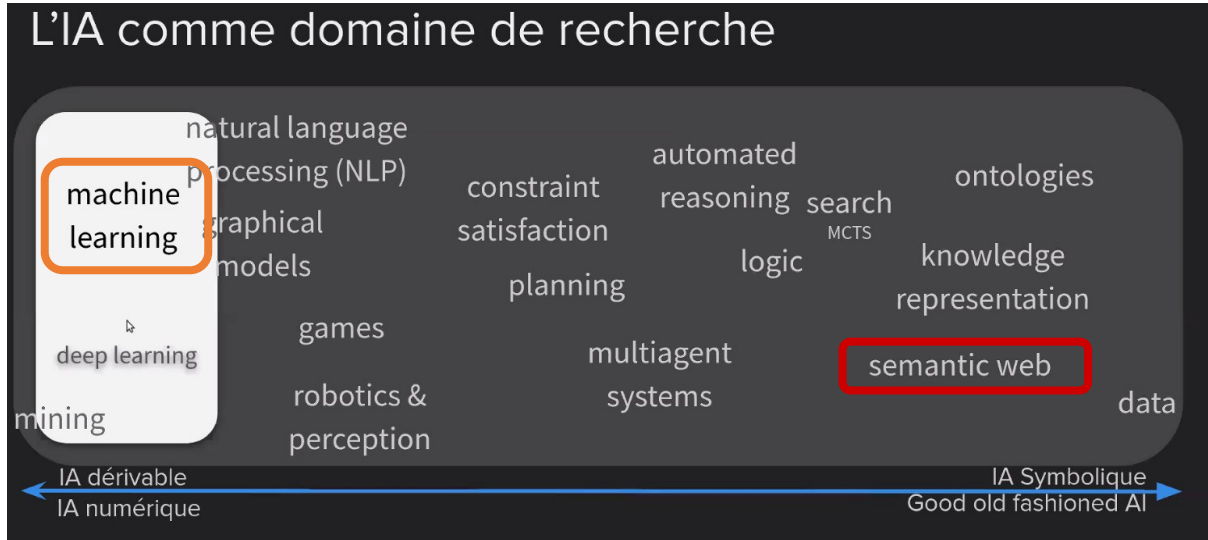 L'IA comme domaine de recherche
natural language
processing (NLP)
machine
learning
graphical
models
deep learning
mining
games
robotics &
perception
constraint
satisfaction
planning
automated
reasoning
search
MCTS
logic
multiagent
systems
ontologies
knowledge
representation
semantic web
data
IA dérivable
IA numérique
IA Symbolique
Good old fashioned AI